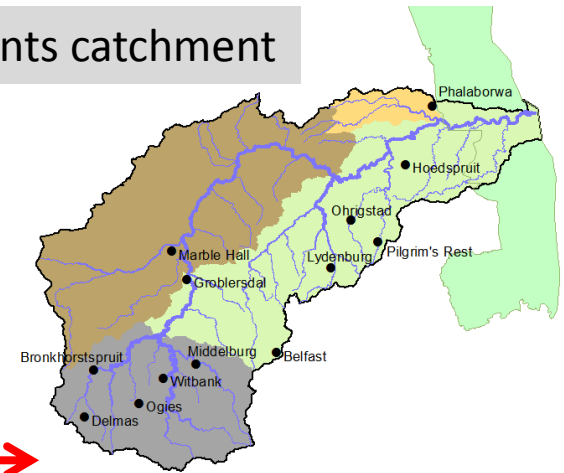 nts catchment
Phalaborwa
Hoedspruit
Ohrigstad
Pilgrim's Rest
Lydenburg
Marble Hall
Groblersdal
Bronkhorstspruit
Middelburg
Belfast
Witbank
Ogies
Delmas